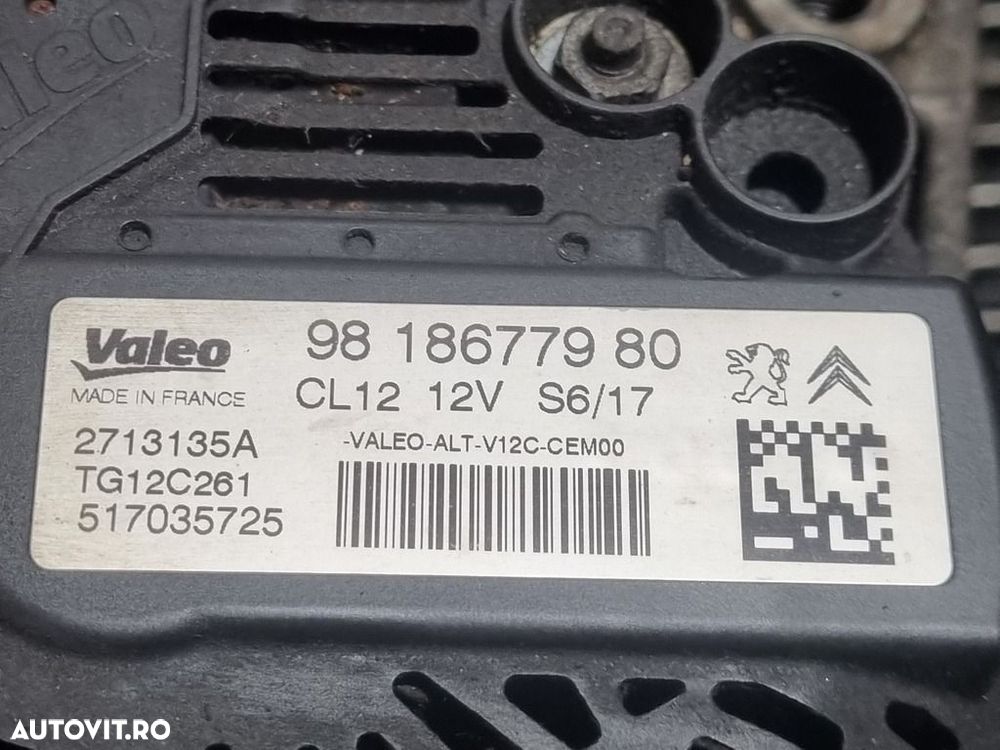 leo
Valeo
MADE IN FRANCE
98 186779 80
CL12 12V S6/17
2713135A
TG12C261
517035725
-VALEO-ALT-V12C-CEM00
AUTOVIT.RO